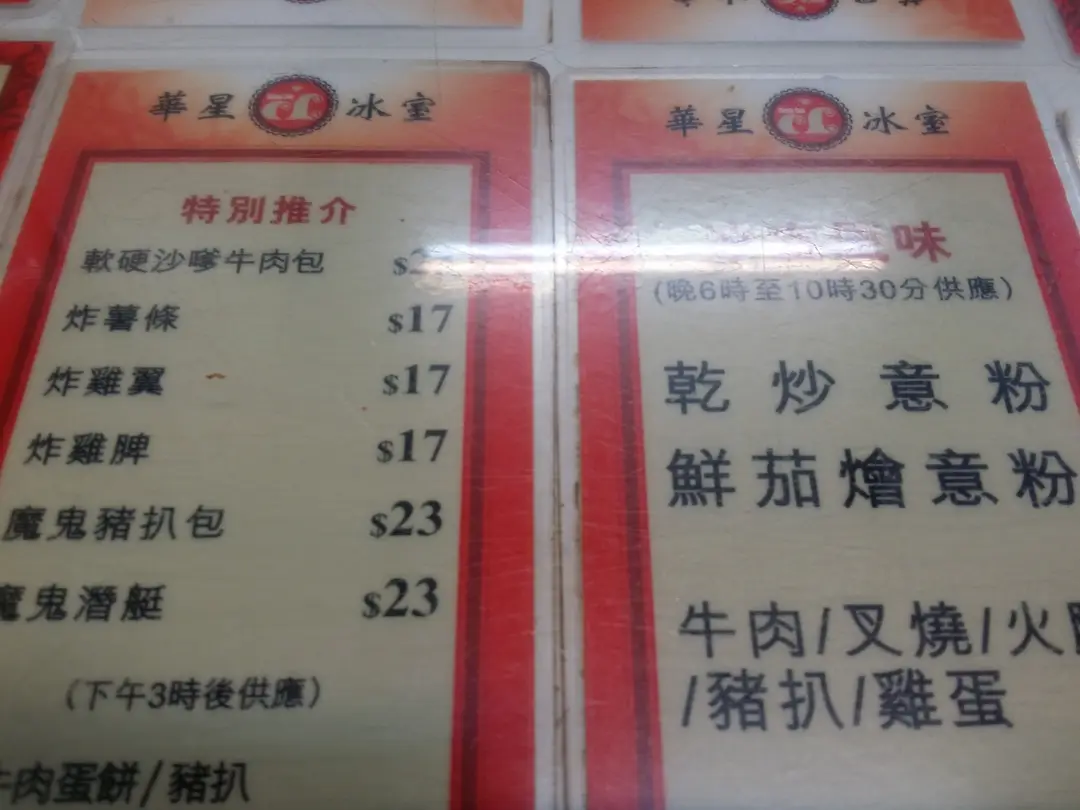 華星 冰室
特別推介
軟硬沙嗲牛肉包
炸薯條 $17
炸雞翼 $17
炸雞脾 $17
魔鬼豬扒包 $23
魔鬼潛艇 $23
(下午3時後供應)
牛肉蛋餅/豬扒
華星 冰室
味
(晚6時至10時30分供應)
乾炒意粉
鮮茄燴意粉
牛肉/叉燒/火
/豬扒/雞蛋